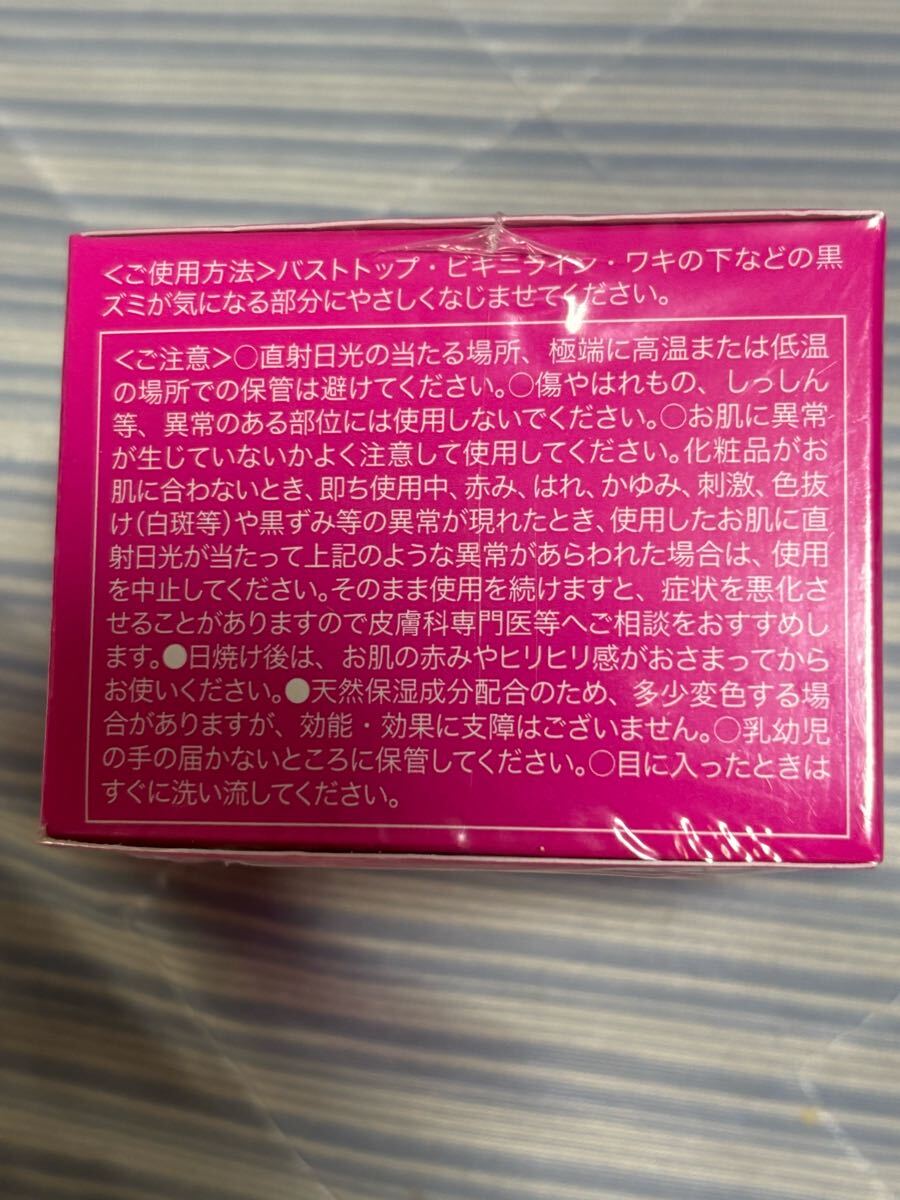 <ご使用方法>バストトップ・ビキニライン・ワキの下などの黒
ズミが気になる部分にやさしくなじませてください。
<ご注意>○直射日光の当たる場所、極端に高温または低温
の場所での保管は避けてください。○傷やはれもの、しっしん
等、異常のある部位には使用しないでください。○お肌に異常
が生じていないかよく注意して使用してください。化粧品がお
肌に合わないとき、即ち使用中、赤み、はれ、かゆみ、刺激、色抜
け(白斑等)や黒ずみ等の異常が現れたとき、使用したお肌に直
射日光が当たって上記のような異常があらわれた場合は、使用
を中止してください。そのまま使用を続けますと、症状を悪化さ
せることがありますので皮膚科専門医等へご相談をおすすめし
ます。●日焼け後は、お肌の赤みやヒリヒリ感がおさまってから
お使いください。●天然保湿成分配合のため、多少変色する場
合がありますが、効能・効果に支障はございません。○乳幼児
の手の届かないところに保管してください。○目に入ったときは
すぐに洗い流してください。